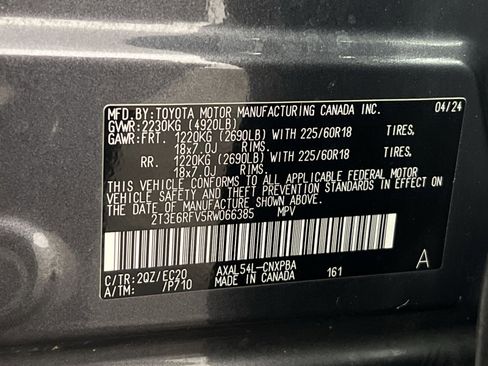 MFD. BY: TOYOTA MOTOR MANUFACTURING CANADA INC. 04/24
GVWR: 2230KG (4920LB)
GAWR: FRT. 1220KG (2690LB) WITH 225/60R18 TIRES.
18x7.0J RIMS.
RR. 1220KG (2690LB) WITH 225/60R18 TIRES.
18x7.0J RIMS.
THIS VEHICLE CONFORMS TO ALL APPLICABLE FEDERAL MOTOR
VEHICLE SAFETY AND THEFT PREVENTION STANDARDS IN EFFECT
ON THE DATE OF MANUFACTURE SHOWN ABOVE.
2T3E6RFV5RW066385 MPV
C/TR: 2QZ/EC20 AXAL54L-CNXPBA 161 A
A/TM: /P710 MADE IN CANADA